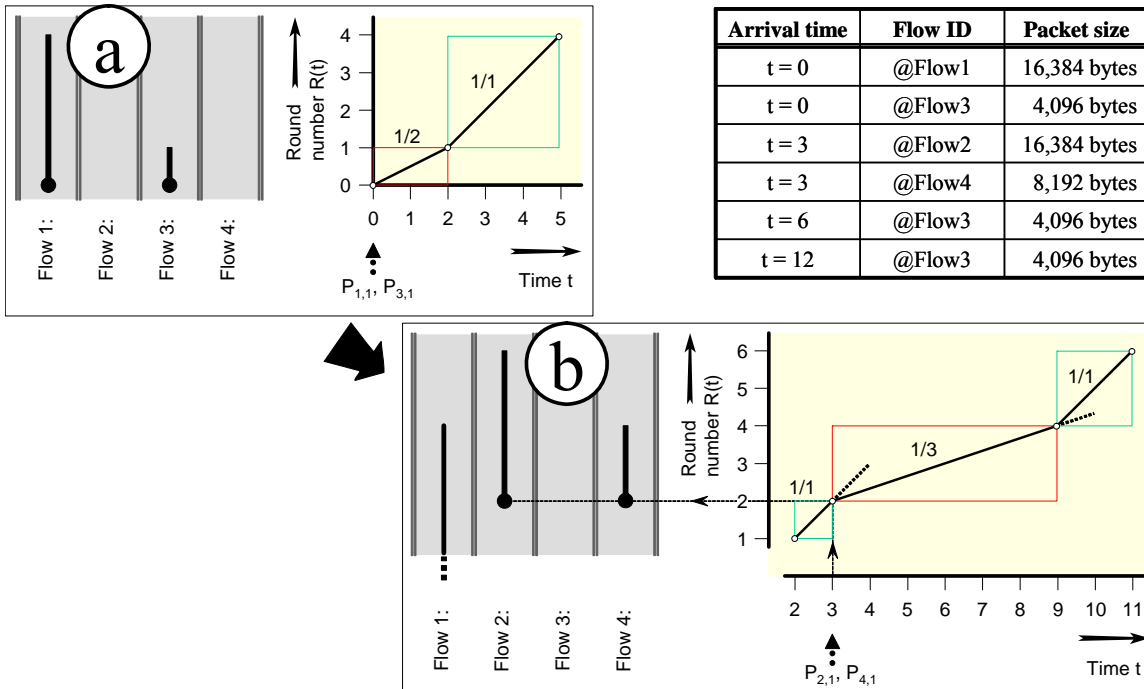 a
Round
number R(t)
4
3
2
1
0
1/2
1/1
0 1 2 3 4 5
Time t
P1,1, P3,1
Flow 1:
Flow 2:
Flow 3:
Flow 4:
Arrival time Flow ID Packet size
t = 0 @Flow1 16,384 bytes
t = 0 @Flow3 4,096 bytes
t = 3 @Flow2 16,384 bytes
t = 3 @Flow4 8,192 bytes
t = 6 @Flow3 4,096 bytes
t = 12 @Flow3 4,096 bytes
b
Round
number R(t)
6
5
4
3
2
1
1/1
1/3
1/1
2 3 4 5 6 7 8 9 10 11
Time t
P2,1, P4,1
Flow 1:
Flow 2:
Flow 3:
Flow 4: